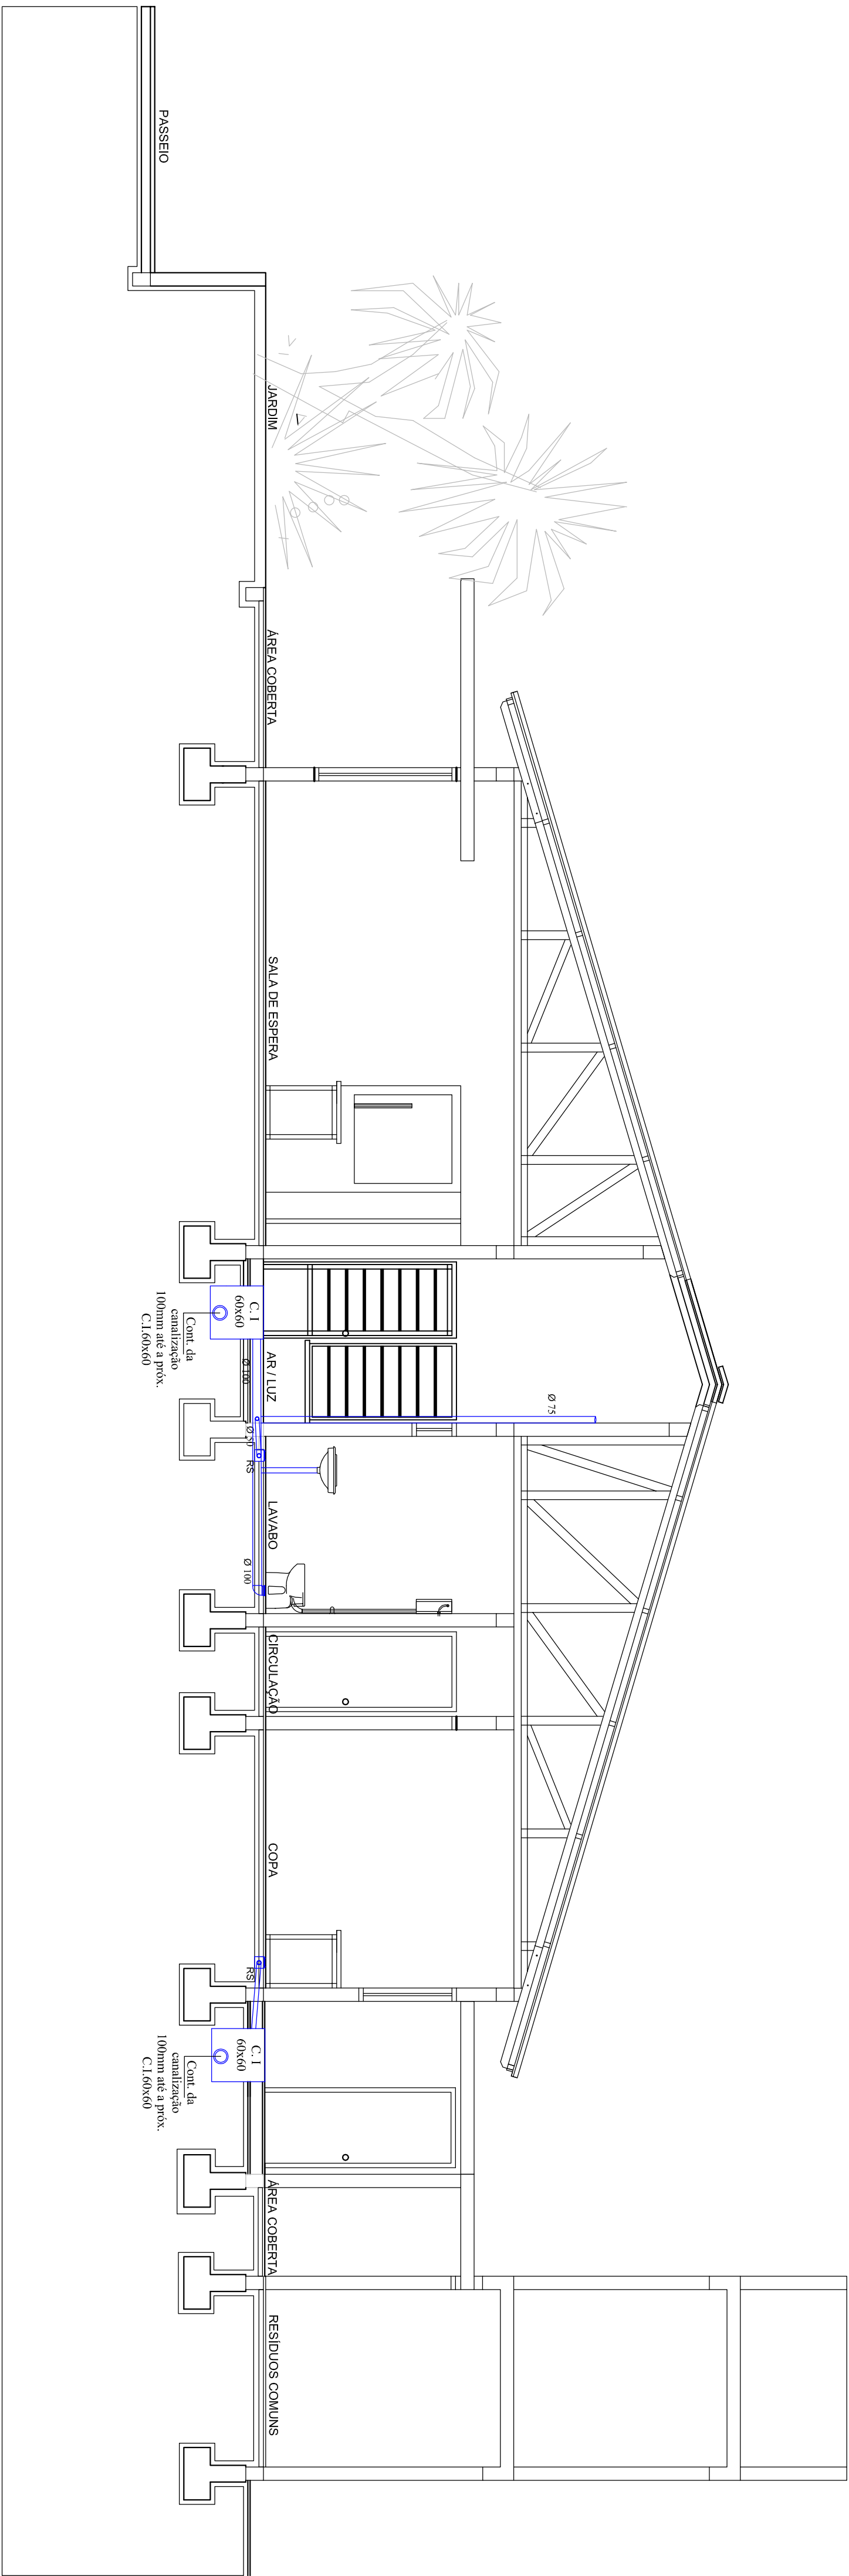 PASSEIO
JARDIM
ÁREA COBERTA
SALA DE ESPERA
C. I
60x60
Cont. da
canalização
100mm até a próx.
C.I.60x60
AR / LUZ
Ø 100
Ø 75
Ø 50
RS
LAVABO
Ø 100
CIRCULAÇÃO
COPA
RS
C. I
60x60
Cont. da
canalização
100mm até a próx.
C.I.60x60
ÁREA COBERTA
RESÍDUOS COMUNS